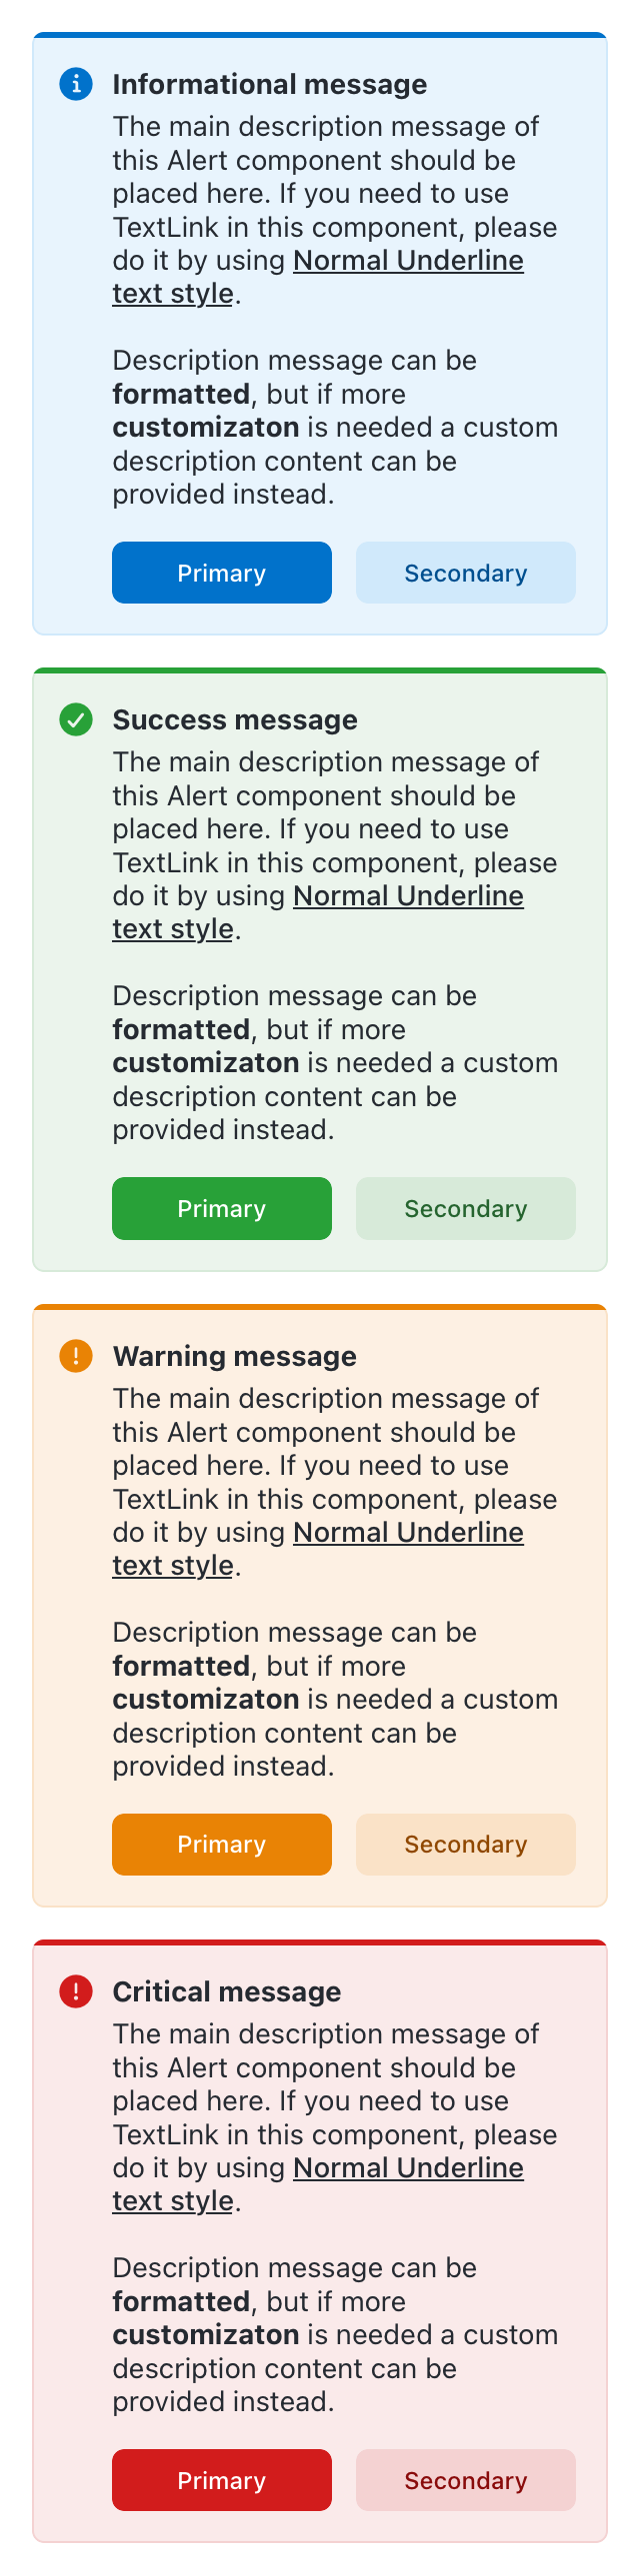 Informational message
The main description message of
this Alert component should be
placed here. If you need to use
TextLink in this component, please
do it by using Normal Underline
text style.
Description message can be
formatted, but if more
customizaton is needed a custom
description content can be
provided instead.
Primary Secondary
Success message
The main description message of
this Alert component should be
placed here. If you need to use
TextLink in this component, please
do it by using Normal Underline
text style.
Description message can be
formatted, but if more
customizaton is needed a custom
description content can be
provided instead.
Primary Secondary
Warning message
The main description message of
this Alert component should be
placed here. If you need to use
TextLink in this component, please
do it by using Normal Underline
text style.
Description message can be
formatted, but if more
customizaton is needed a custom
description content can be
provided instead.
Primary Secondary
Critical message
The main description message of
this Alert component should be
placed here. If you need to use
TextLink in this component, please
do it by using Normal Underline
text style.
Description message can be
formatted, but if more
customizaton is needed a custom
description content can be
provided instead.
Primary Secondary